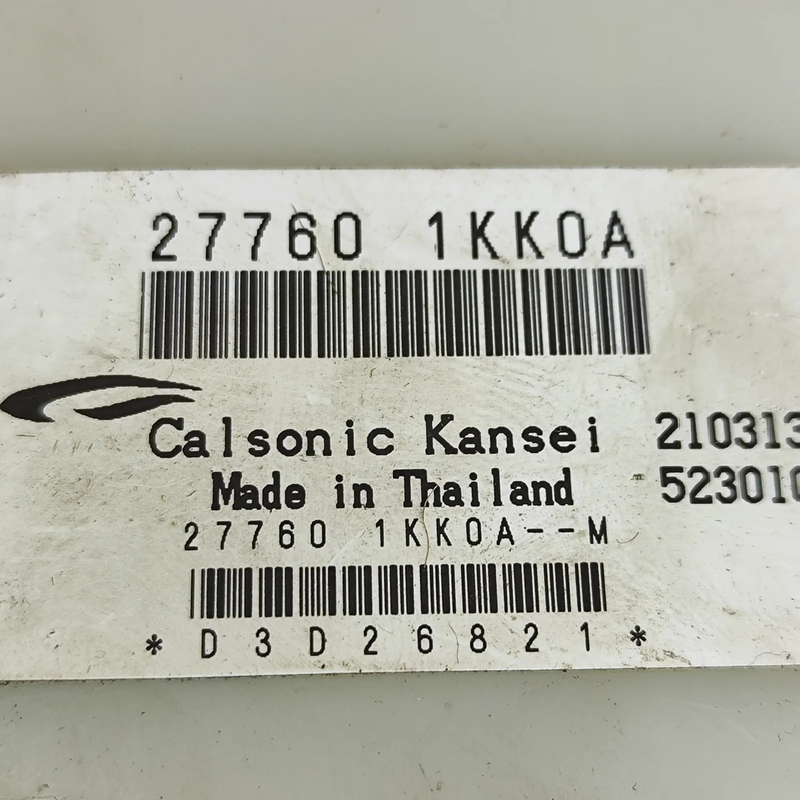 27760 1KK0A
Calsonic Kansei 210313
Made in Thailand 523010
27760 1KK0A--M
*D3D26821*